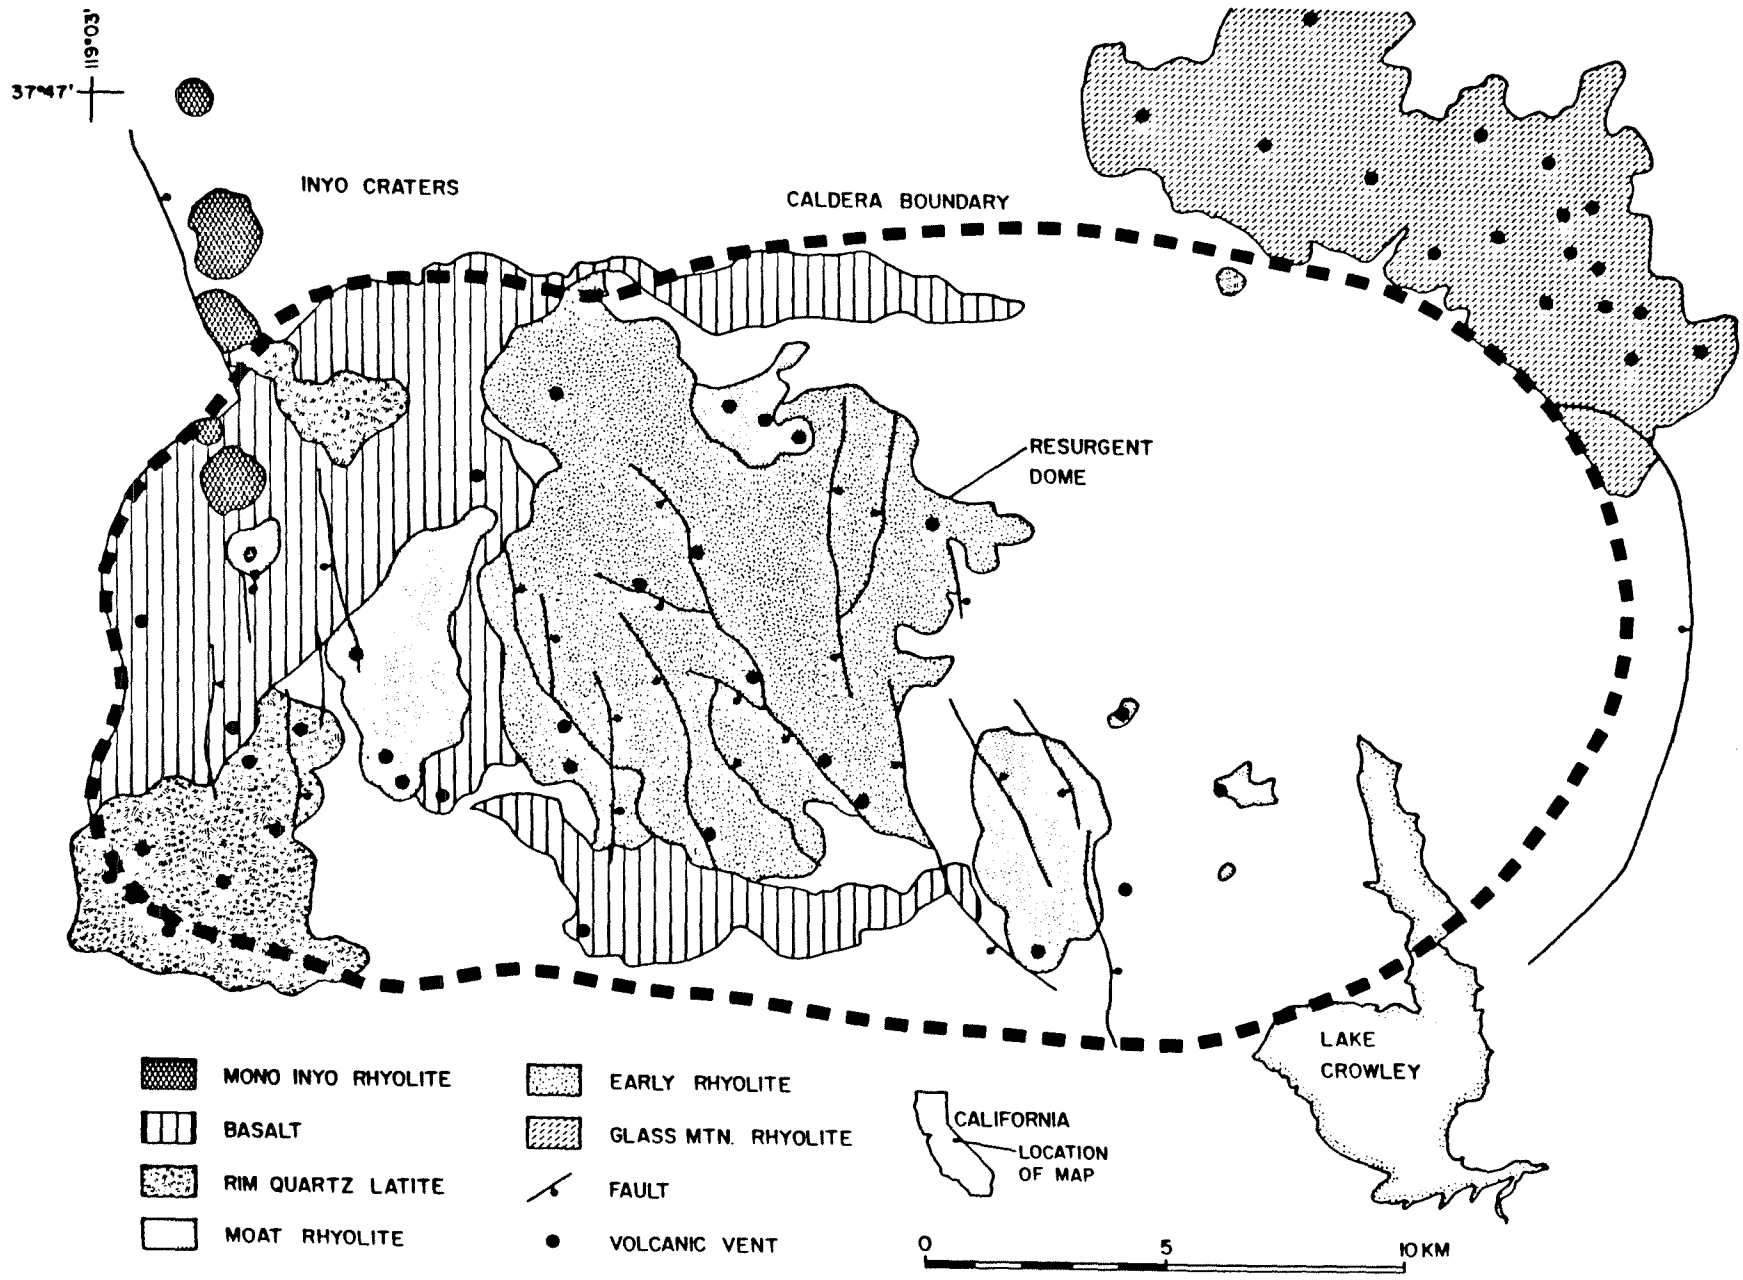 119°03'
37°47'
INYO CRATERS
CALDERA BOUNDARY
RESURGENT
DOME
LAKE
CROWLEY
MONO INYO RHYOLITE
BASALT
RIM QUARTZ LATITE
MOAT RHYOLITE
EARLY RHYOLITE
GLASS MTN. RHYOLITE
FAULT
VOLCANIC VENT
CALIFORNIA
LOCATION
OF MAP
0 5 10 KM